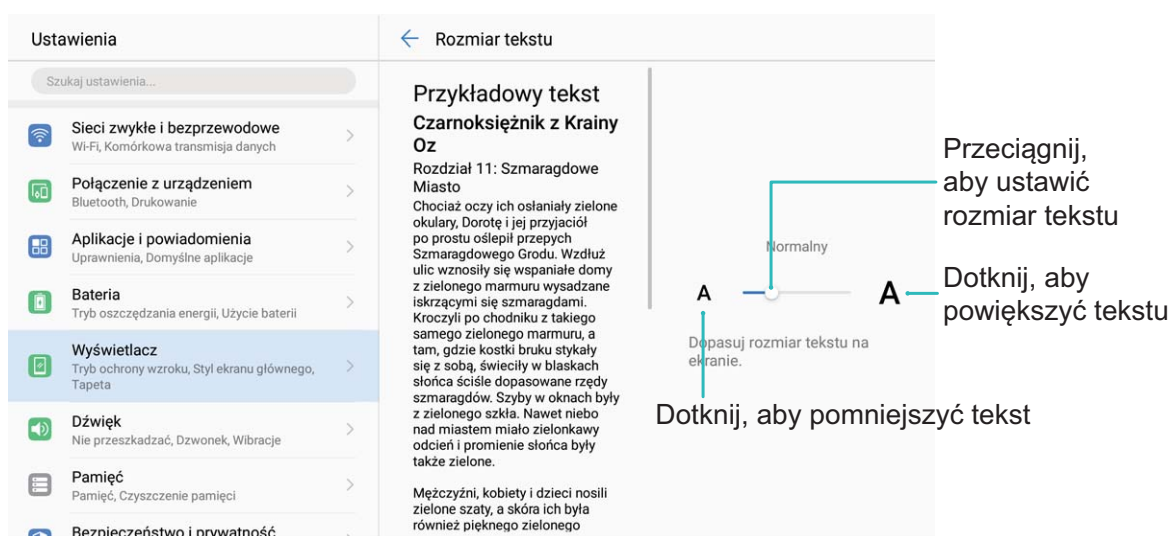 Ustawienia
Szukaj ustawienia...
Sieci zwykłe i bezprzewodowe
Wi-Fi, Komórkowa transmisja danych
Połączenie z urządzeniem
Bluetooth, Drukowanie
Aplikacje i powiadomienia
Uprawnienia, Domyślne aplikacje
Bateria
Tryb oszczędzania energii, Użycie baterii
Wyświetlacz
Tryb ochrony wzroku, Styl ekranu głównego,
Tapeta
Dźwięk
Nie przeszkadzać, Dzwonek, Wibracje
Pamięć
Pamięć, Czyszczenie pamięci
Bezpieczeństwo i prywatność
Rozmiar tekstu
Przykładowy tekst
Czarnoksiężnik z Krainy
Oz
Rozdział 11: Szmaragdowe
Miasto
Chociaż oczy ich osłaniały zielone
okulary, Dorotę i jej przyjaciół
po prostu oślepił przepych
Szmaragdowego Grodu. Wzdłuż
ulic wznosiły się wspaniałe domy
z zielonego marmuru wysadzane
iskrzącymi się szmaragdami.
Kroczyli po chodniku z takiego
samego zielonego marmuru, a
tam, gdzie kostki bruku stykały
się z sobą, świeciły w blaskach
słońca ściśle dopasowane rzędy
szmaragdów. Szyby w oknach były
z zielonego szkła. Nawet niebo
nad miastem miało zielonkawy
odcień i promienie słońca były
także zielone.
Mężczyźni, kobiety i dzieci nosili
zielone szaty, a skóra ich była
również pięknego zielonego
Normalny
A
A
Dopasuj rozmiar tekstu na
ekranie.
Przeciągnij,
aby ustawić
rozmiar tekstu
Dotknij, aby
powiększyć tekstu
Dotknij, aby pomniejszyć tekst